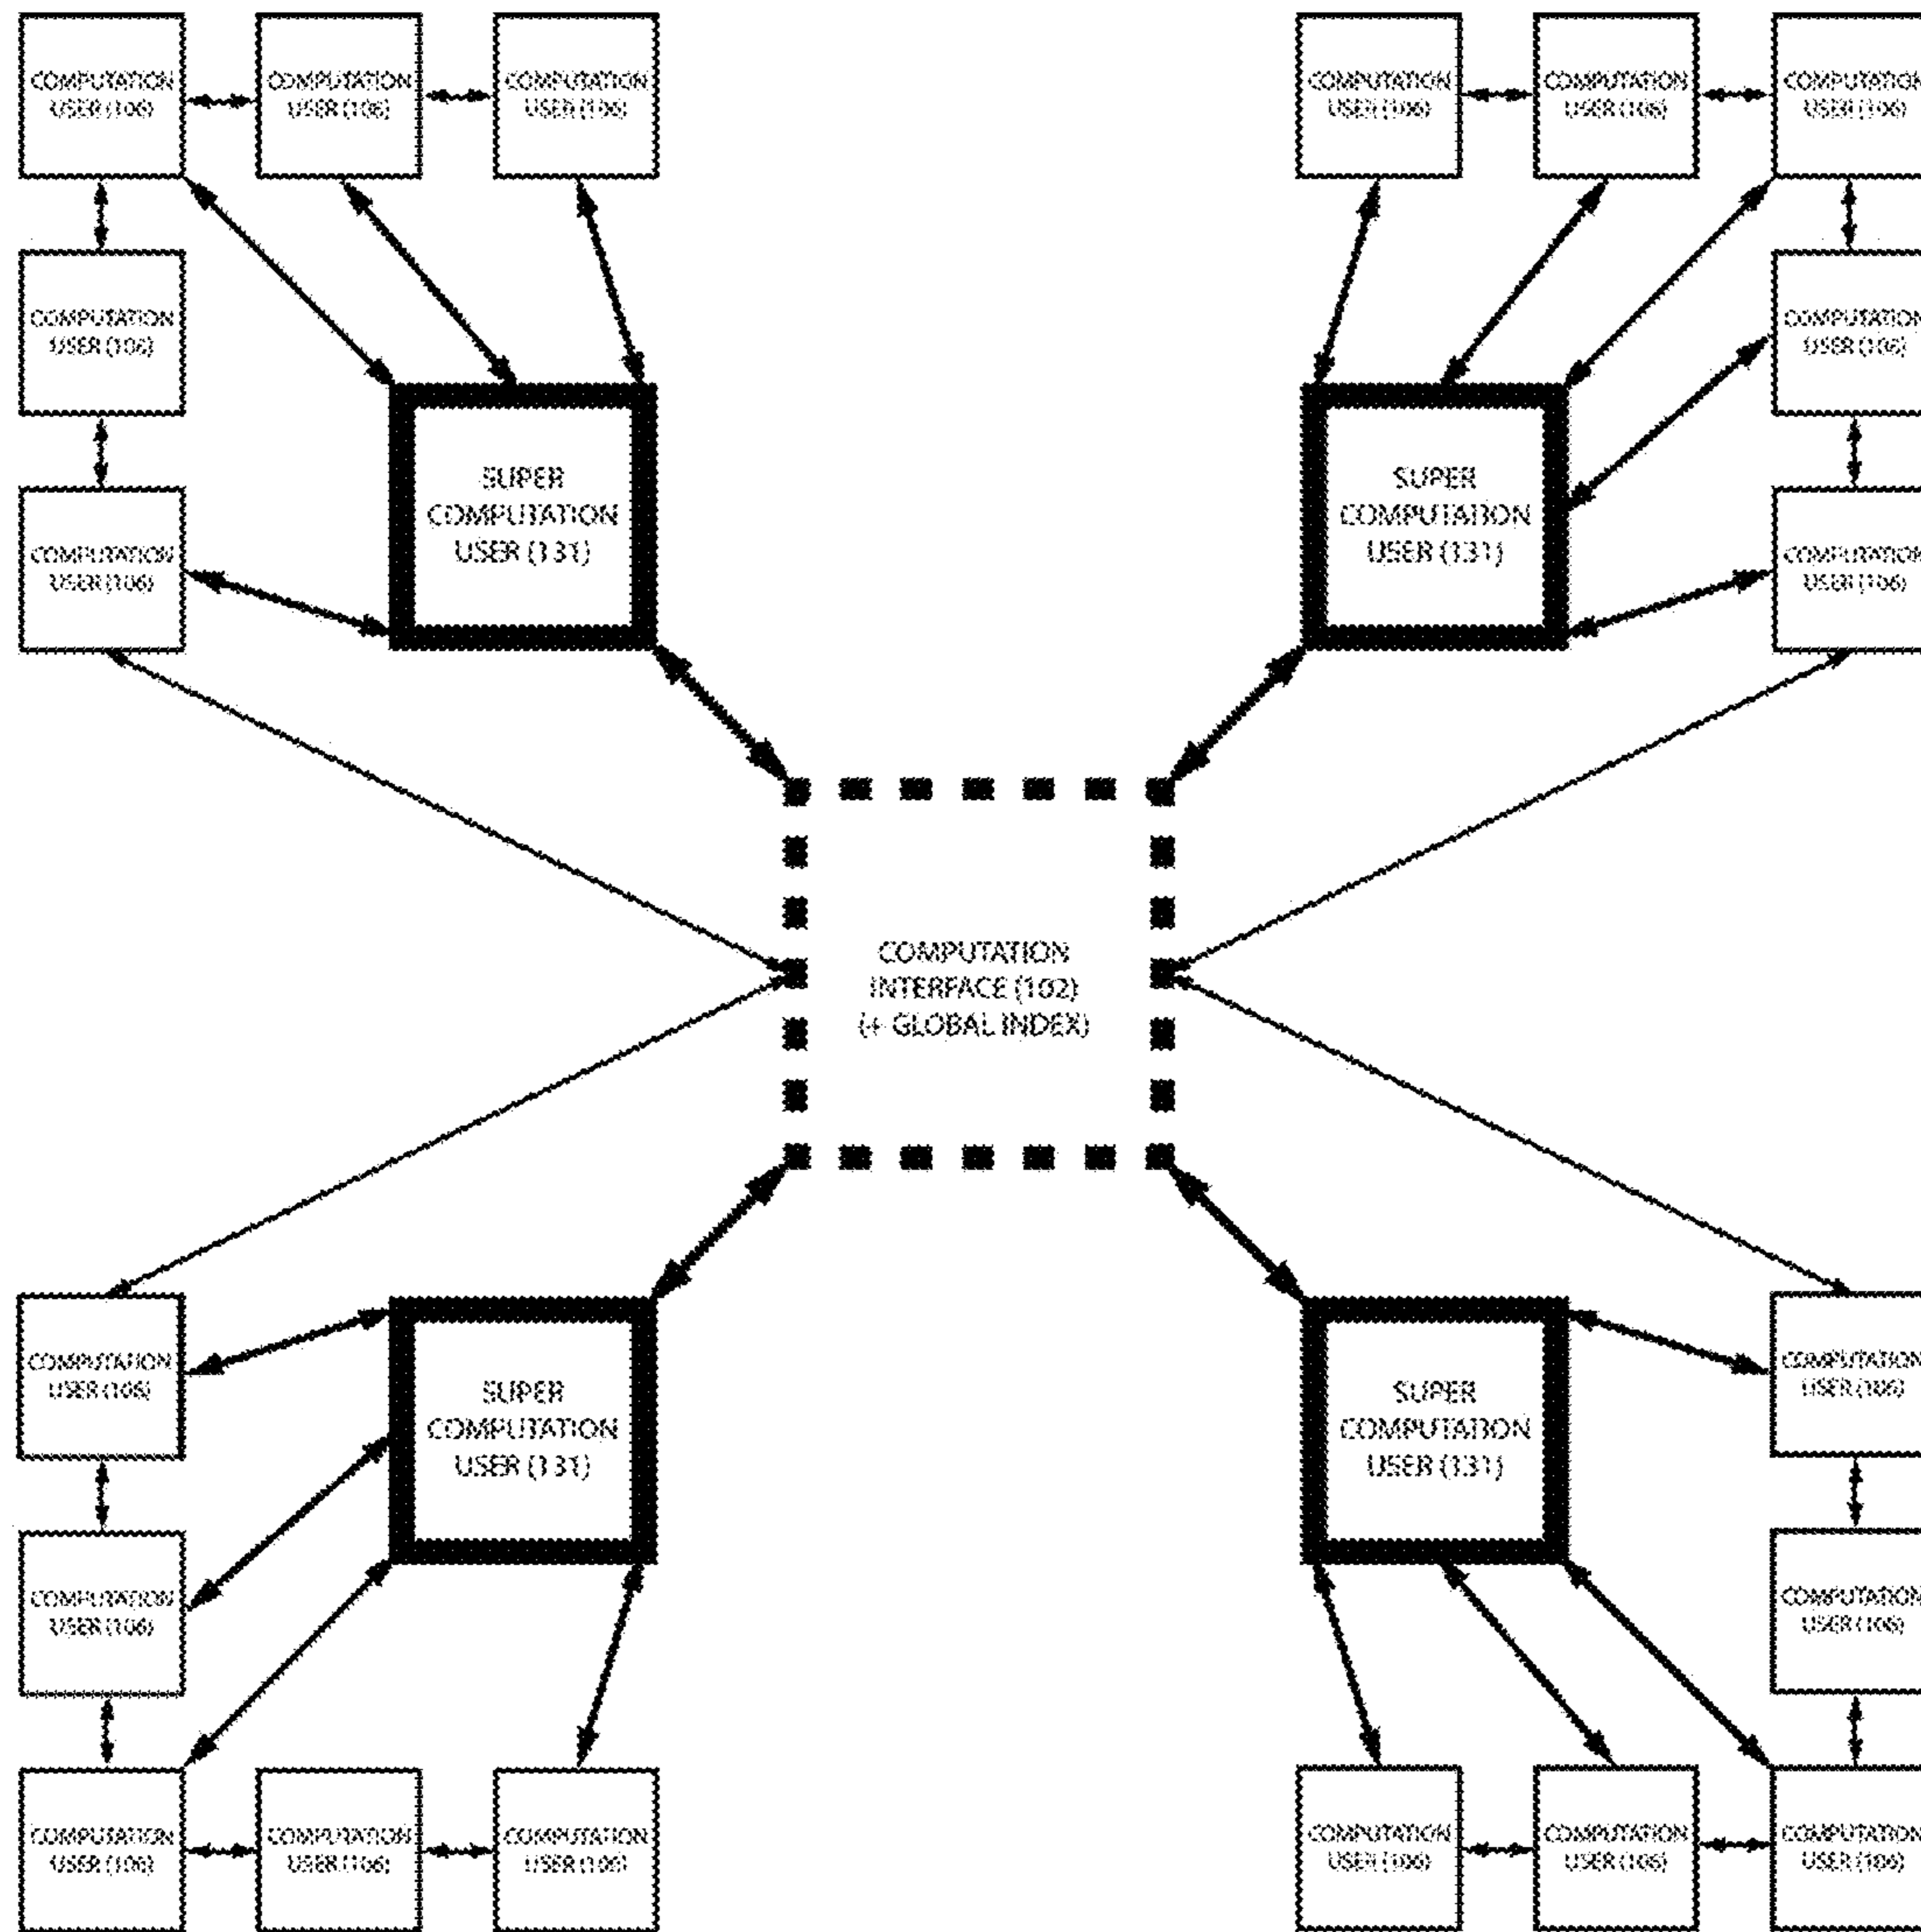 COMPUTATION
USER (106)
COMPUTATION
USER (106)
COMPUTATION
USER (106)
COMPUTATION
USER (106)
COMPUTATION
USER (106)
COMPUTATION
USER (106)
COMPUTATION
USER (106)
COMPUTATION
USER (106)
SUPER
COMPUTATION
USER (131)
SUPER
COMPUTATION
USER (131)
COMPUTATION
USER (106)
COMPUTATION
USER (106)
COMPUTATION
INTERFACE (102)
(+ GLOBAL INDEX)
COMPUTATION
USER (106)
SUPER
COMPUTATION
USER (131)
SUPER
COMPUTATION
USER (131)
COMPUTATION
USER (106)
COMPUTATION
USER (106)
COMPUTATION
USER (106)
COMPUTATION
USER (106)
COMPUTATION
USER (106)
COMPUTATION
USER (106)
COMPUTATION
USER (106)
COMPUTATION
USER (106)
COMPUTATION
USER (106)